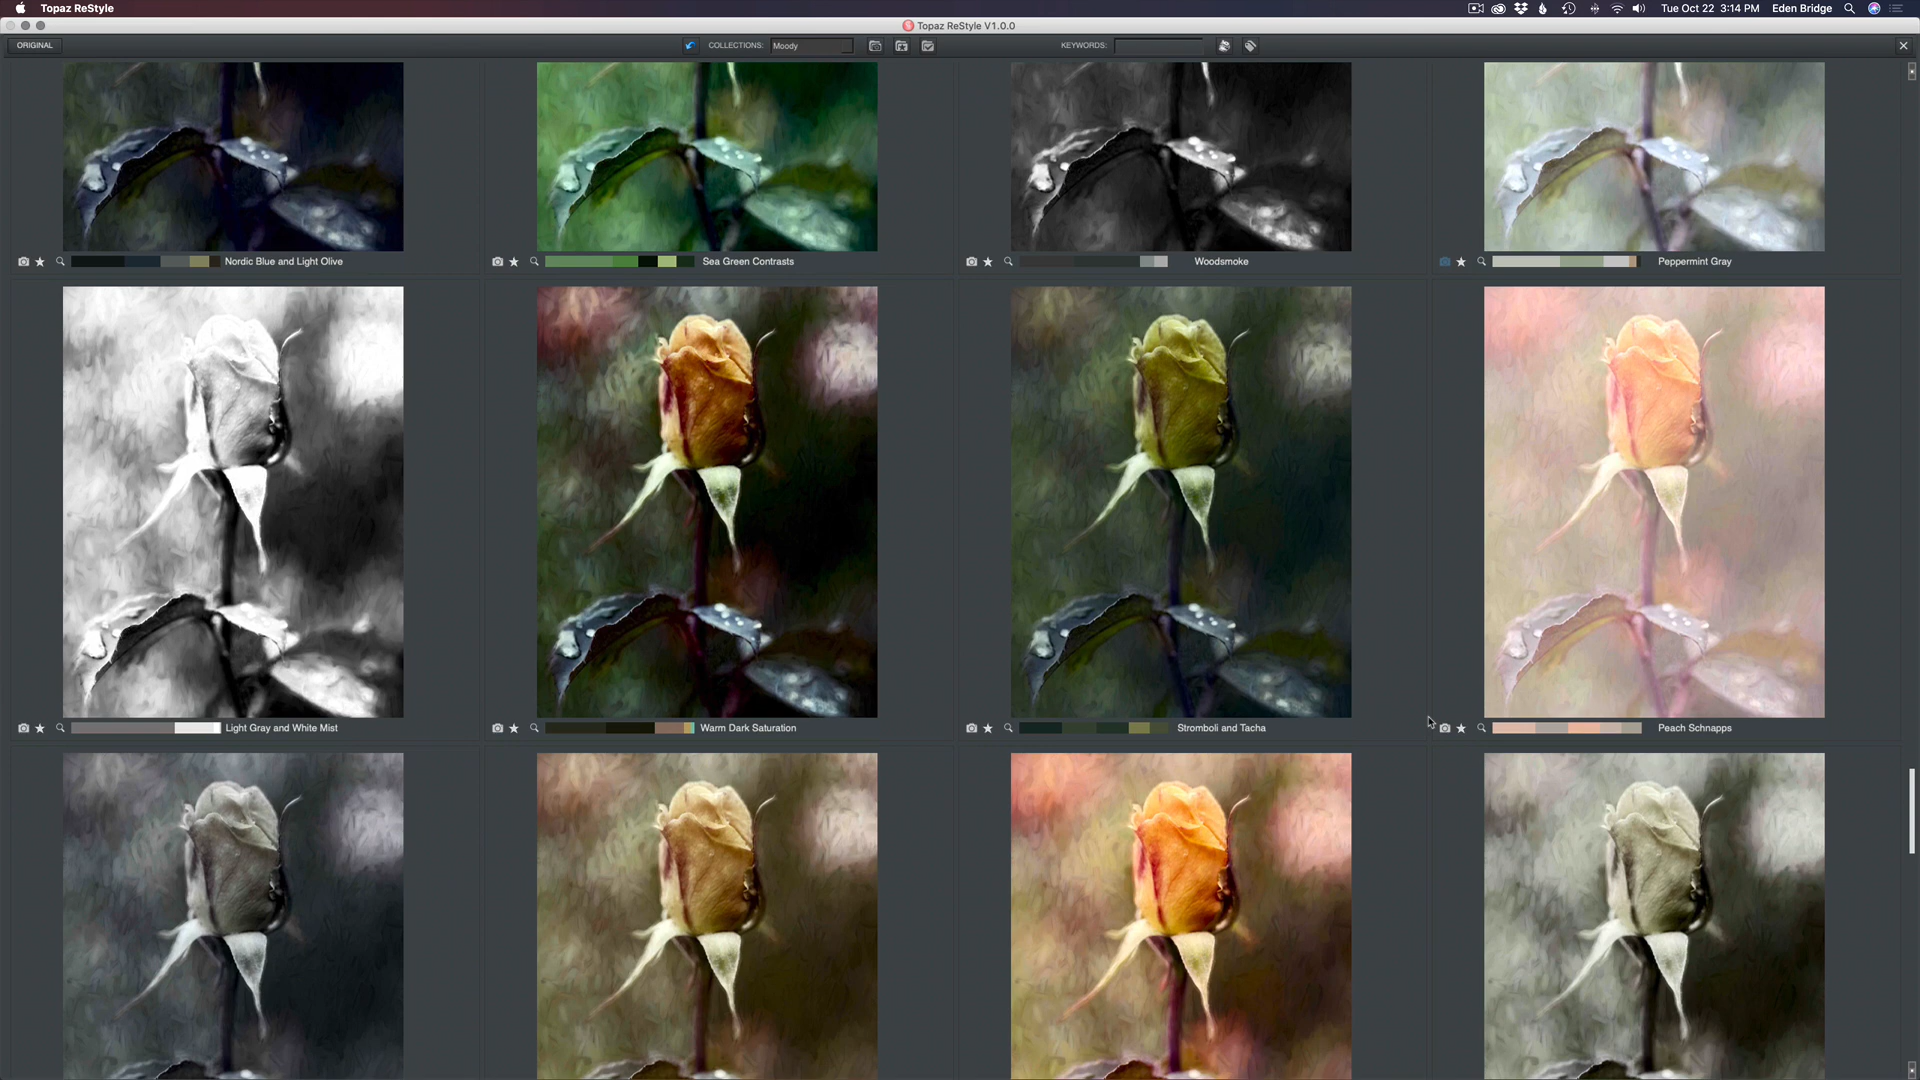 Topaz ReStyle
Tue Oct 22 3:14 PM
Eden Bridge
Topaz ReStyle V1.0.0
ORIGINAL
COLLECTIONS:
Moody
KEYWORDS:
Nordic Blue and Light Olive
Sea Green Contrasts
Woodsmoke
Peppermint Gray
Light Gray and White Mist
Warm Dark Saturation
Stromboli and Tacha
Peach Schnapps